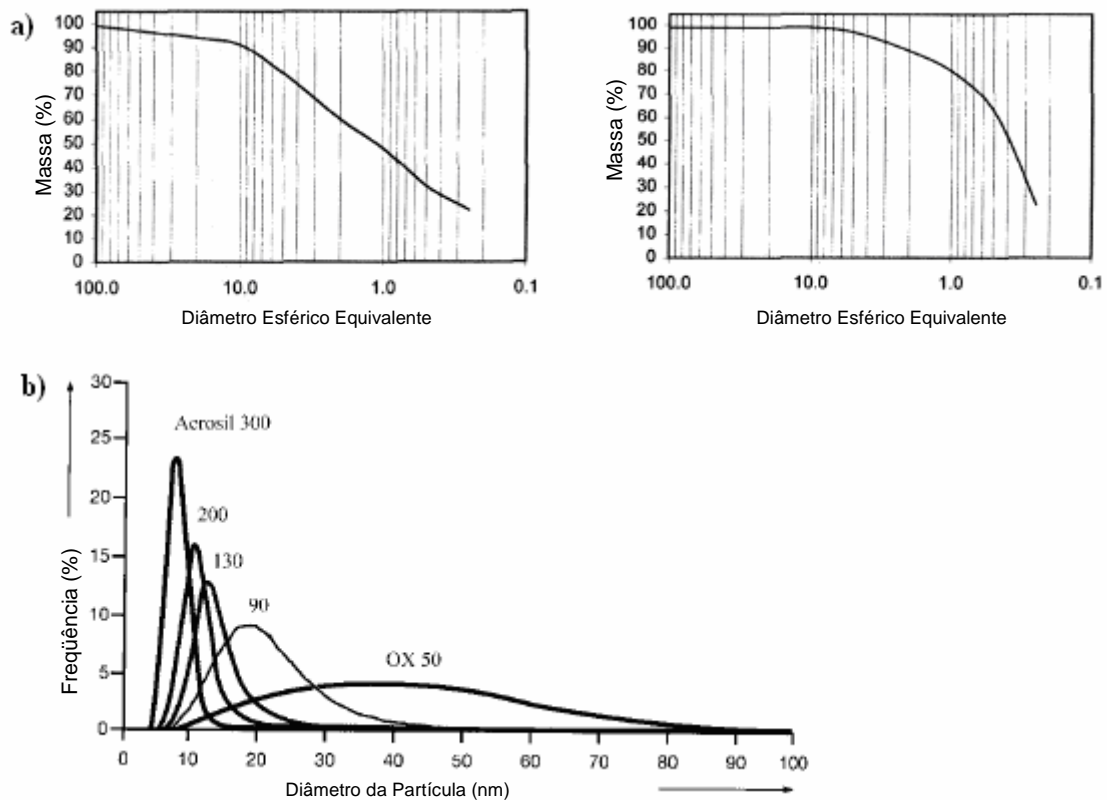 a)
Massa (%)
100
90
80
70
60
50
40
30
20
10
0
100.0 10.0 1.0 0.1
Diâmetro Esférico Equivalente
Massa (%)
100
90
80
70
60
50
40
30
20
10
0
100.0 10.0 1.0 0.1
Diâmetro Esférico Equivalente
b)
Freqüência (%)
30
25
20
15
10
5
0
Aerosil 300
200
130
90
OX 50
0 10 20 30 40 50 60 70 80 90 100
Diâmetro da Partícula (nm)